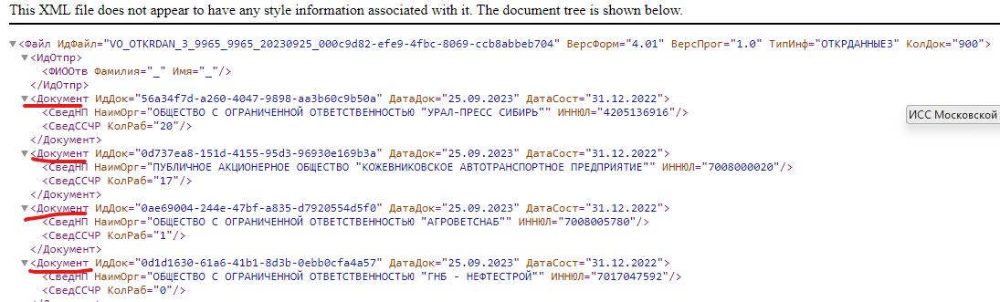 This XML file does not appear to have any style information associated with it. The document tree is shown below.
▼<Файл ИдФайл="VO_OTKRDAN_3_9965_9965_20230925_000c9d82-efe9-4fbc-8069-ccb8abbeb704" ВерсФорм="4.01" ВерсПрог="1.0" ТипИнф="ОТКРДАННЫЕ3" КолДок="900">
▼<ИдОтпр>
<ФИООтв Фамилия="_" Имя="_"/>
</ИдОтпр>
▼<Документ ИдДок="56a34f7d-a260-4047-9898-aa3b60c9b50a" ДатаДок="25.09.2023" ДатаСост="31.12.2022">
<СведНП НаимОрг="ОБЩЕСТВО С ОГРАНИЧЕННОЙ ОТВЕТСТВЕННОСТЬЮ "УРАЛ-ПРЕСС СИБИРЬ"" ИННЮЛ="4205136916"/>
ИСС Московской
<СведССЧР КолРаб="20"/>
</Документ>
▼<Документ ИдДок="0d737ea8-151d-4155-95d3-96930e169b3a" ДатаДок="25.09.2023" ДатаСост="31.12.2022">
<СведНП НаимОрг="ПУБЛИЧНОЕ АКЦИОНЕРНОЕ ОБЩЕСТВО "КОЖЕВНИКОВСКОЕ АВТОТРАНСПОРТНОЕ ПРЕДПРИЯТИЕ"" ИННЮЛ="7008000020"/>
<СведССЧР КолРаб="17"/>
</Документ>
▼<Документ ИдДок="0ae69004-244e-47bf-a835-d7920554d5f0" ДатаДок="25.09.2023" ДатаСост="31.12.2022">
<СведНП НаимОрг="ОБЩЕСТВО С ОГРАНИЧЕННОЙ ОТВЕТСТВЕННОСТЬЮ "АГРОВЕТСНАБ"" ИННЮЛ="7008005780"/>
<СведССЧР КолРаб="1"/>
</Документ>
▼<Документ ИдДок="0d1d1630-61a6-41b1-8d3b-0ebb0cfa4a57" ДатаДок="25.09.2023" ДатаСост="31.12.2022">
<СведНП НаимОрг="ОБЩЕСТВО С ОГРАНИЧЕННОЙ ОТВЕТСТВЕННОСТЬЮ "ГНБ - НЕФТЕСТРОЙ"" ИННЮЛ="7017047592"/>
<СведССЧР КолРаб="0"/>